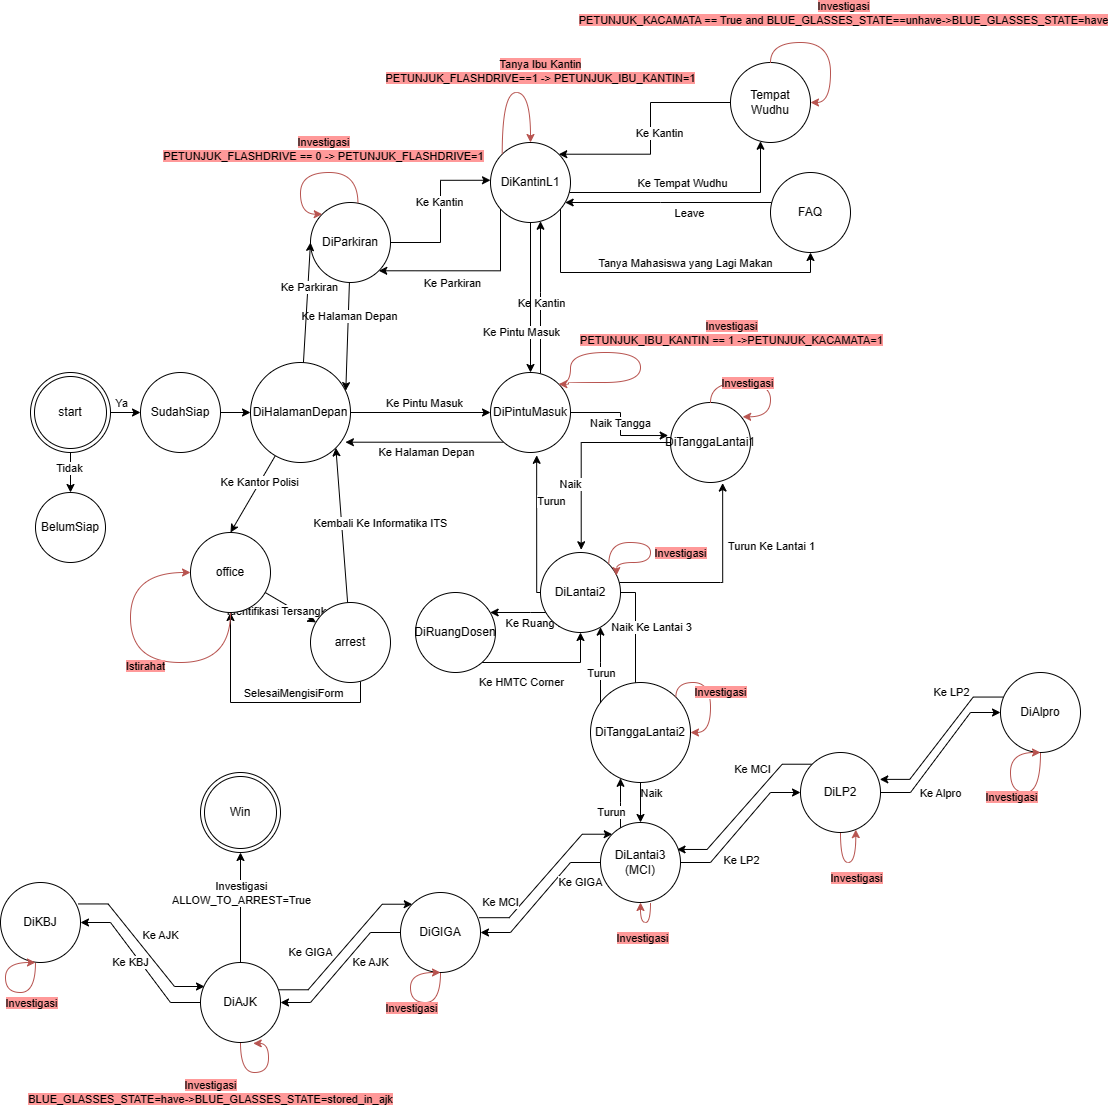 Investigasi
PETUNJUK_KACAMATA == True and BLUE_GLASSES_STATE==unhave->BLUE_GLASSES_STATE=have
Tanya Ibu Kantin
PETUNJUK_FLASHDRIVE==1 -> PETUNJUK_IBU_KANTIN=1
Tempat
Wudhu
Ke Kantin
Investigasi
PETUNJUK_FLASHDRIVE == 0 -> PETUNJUK_FLASHDRIVE=1
DiKantinL1
Ke Tempat Wudhu
Ke Kantin
Leave
FAQ
DiParkiran
Tanya Mahasiswa yang Lagi Makan
Ke Parkiran
Ke Parkiran
Ke Kantin
Ke Halaman Depan
Ke Pintu Masuk
Investigasi
PETUNJUK_IBU_KANTIN == 1 ->PETUNJUK_KACAMATA=1
Investigasi
start
Ya
SudahSiap
DiHalamanDepan
Ke Pintu Masuk
DiPintuMasuk
Naik Tangga
DiTanggaLantai1
Ke Halaman Depan
Tidak
Ke Kantor Polisi
Naik
Turun
BelumSiap
Kembali Ke Informatika ITS
Turun Ke Lantai 1
Investigasi
office
DiLantai2
Tersangk
Ke Ruang
DiRuangDosen
Naik Ke Lantai 3
arrest
Istirahat
Turun
Ke HMTC Corner
SelesaiMengisiForm
Investigasi
Ke LP2
DiAlpro
DiTanggaLantai2
Ke MCI
Naik
DiLP2
Ke Alpro
Investigasi
Win
Turun
DiLantai3
(MCI)
Ke LP2
Investigasi
Ke GIGA
Investigasi
ALLOW_TO_ARREST=True
Ke MCI
DiKBJ
Ke AJK
DiGIGA
Investigasi
Ke GIGA
Ke KBJ
Ke AJK
Investigasi
DiAJK
Investigasi
Investigasi
BLUE_GLASSES_STATE=have->BLUE_GLASSES_STATE=stored_in_ajk